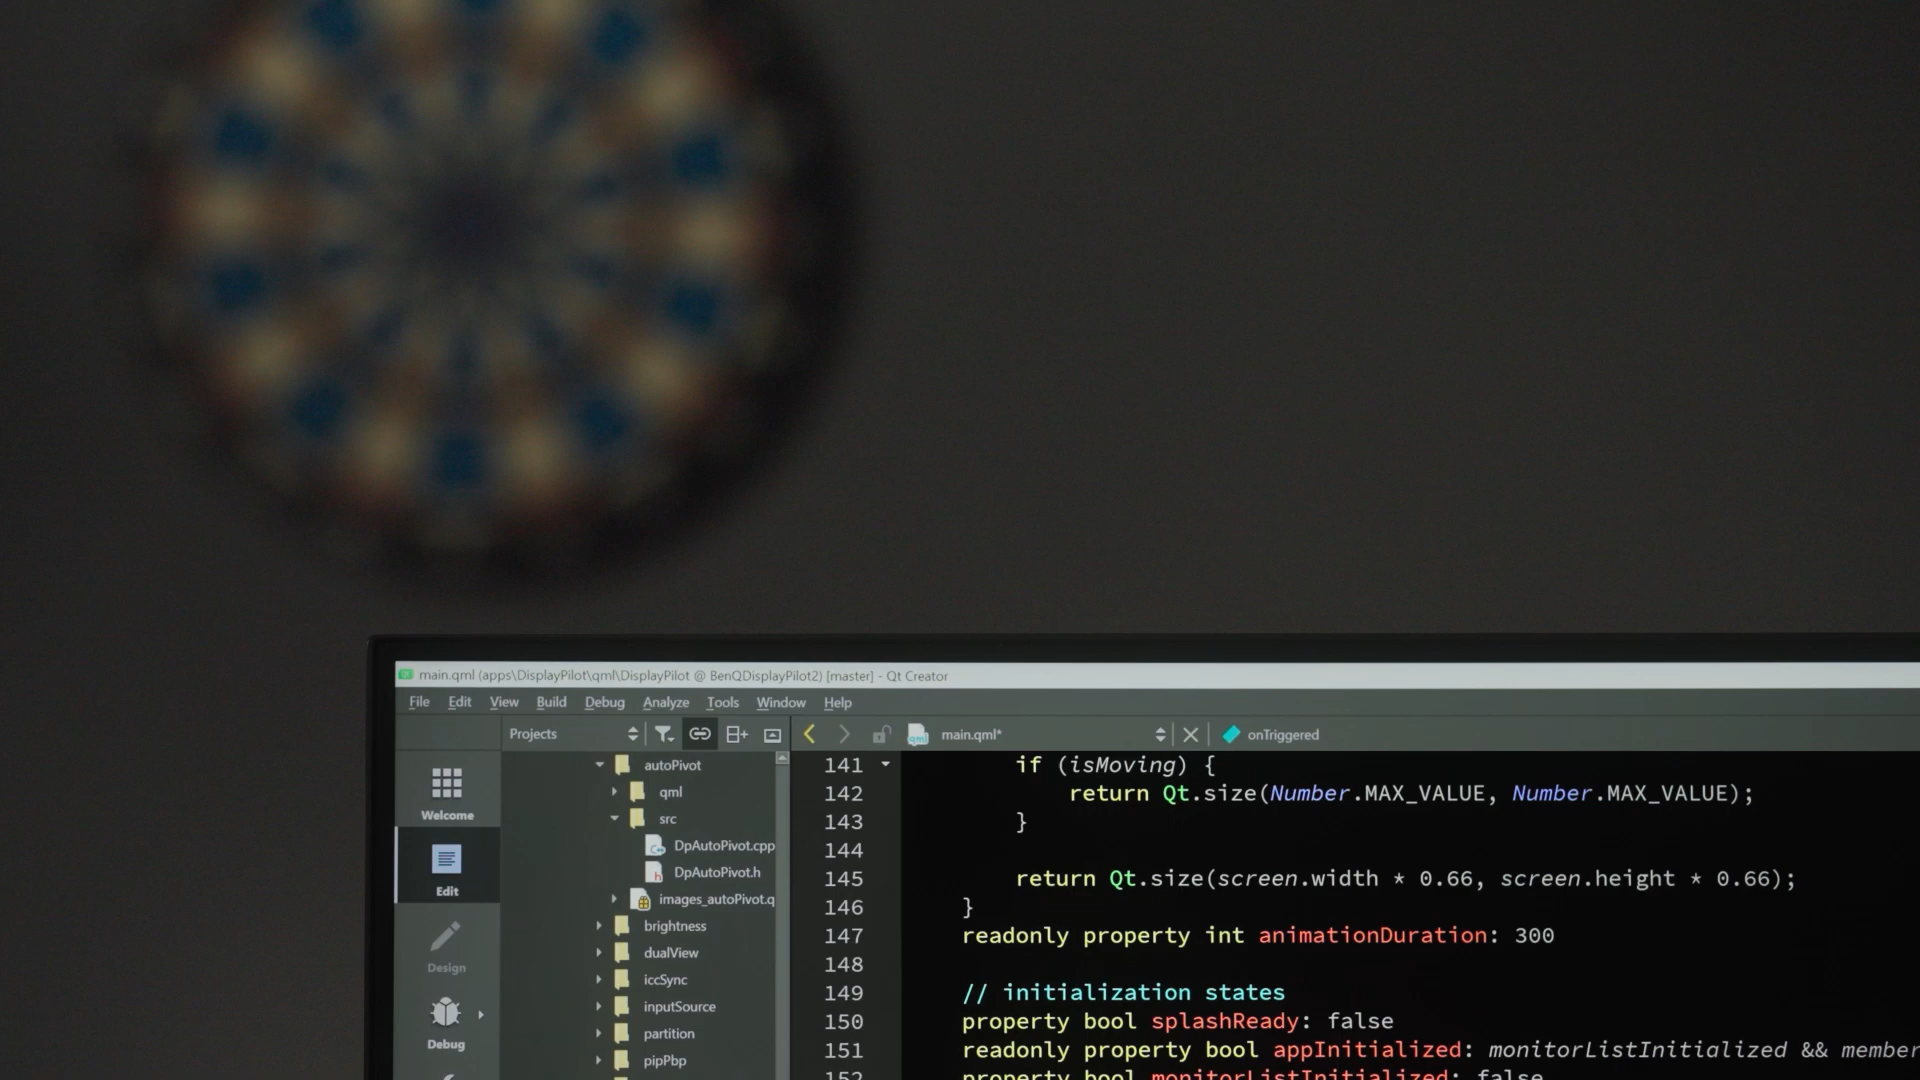 main.qml (apps\DisplayPilot\qml\DisplayPilot @ BenQDisplayPilot2) [master] - Qt Creator
File Edit View Build Debug Analyze Tools Window Help
Projects
main.qml*
onTriggered
Welcome
Edit
Design
Debug
autoPivot
qml
src
DpAutoPivot.cpp
DpAutoPivot.h
images_autoPivot.q
brightness
dualView
iccSync
inputSource
partition
pipPbp
141 if (isMoving) {
142 return Qt.size(Number.MAX_VALUE, Number.MAX_VALUE);
143 }
144
145 return Qt.size(screen.width * 0.66, screen.height * 0.66);
146 }
147 readonly property int animationDuration: 300
148
149 // initialization states
150 property bool splashReady: false
151 readonly property bool appInitialized: monitorListInitialized && member
152 property bool monitorListInitialized: false